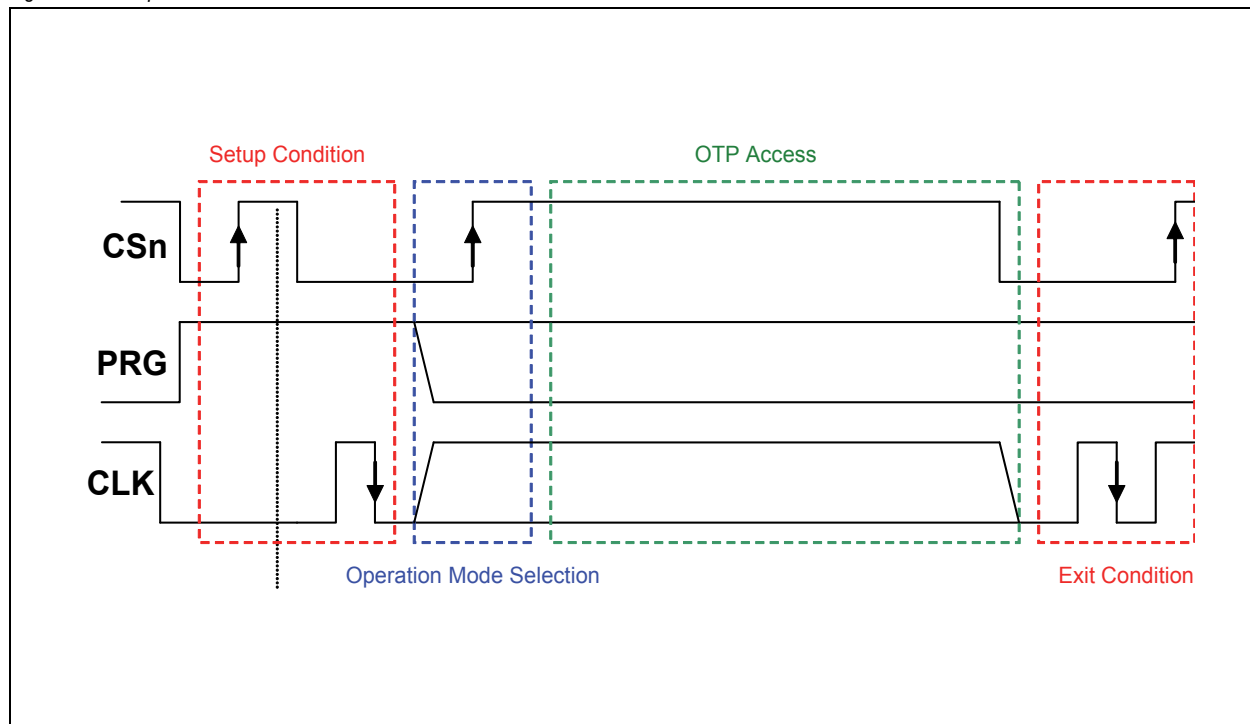 Setup Condition
OTP Access
CSn
PRG
CLK
Operation Mode Selection
Exit Condition